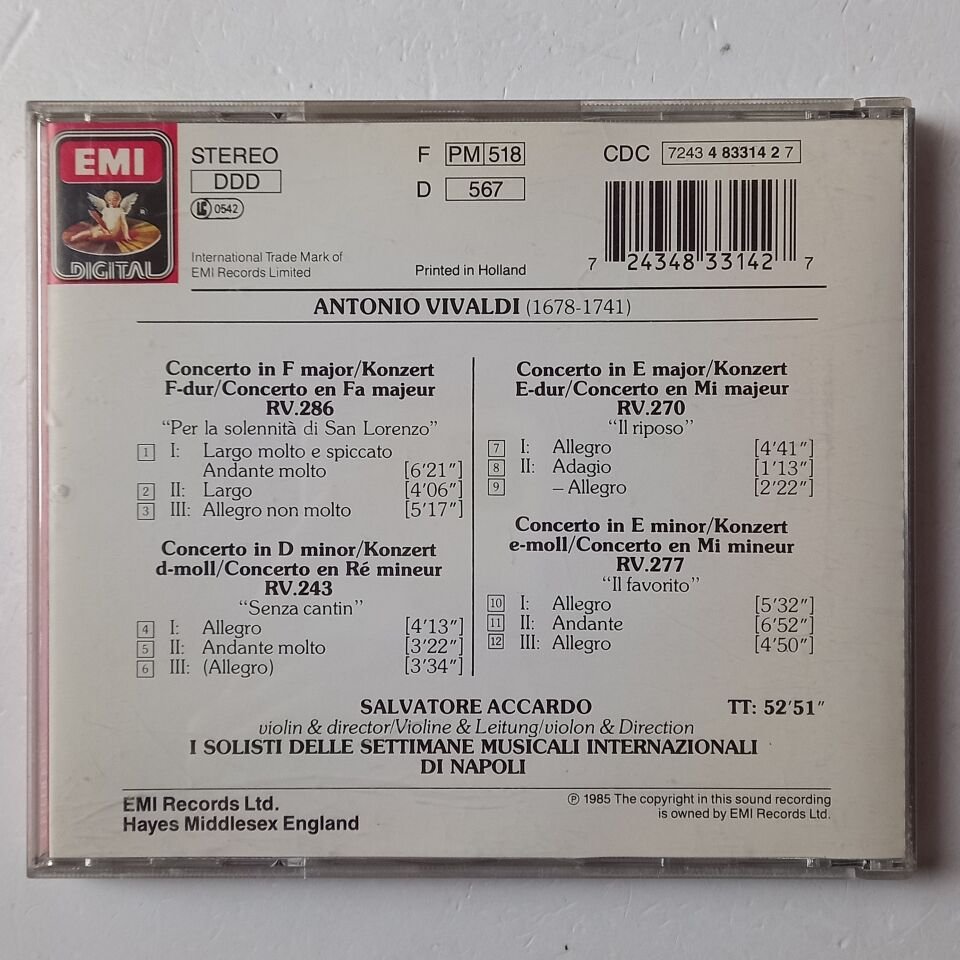 EMI
DIGITAL
STEREO
DDD
LC 0542
International Trade Mark of
EMI Records Limited
F PM 518
D 567
Printed in Holland
CDC 7243 4 83314 2 7
7 24348 33142 7
ANTONIO VIVALDI (1678-1741)
Concerto in F major/Konzert
F-dur/Concerto en Fa majeur
RV.286
“Per la solennità di San Lorenzo”
1 I: Largo molto e spiccato
Andante molto [6′21″]
2 II: Largo [4′06″]
3 III: Allegro non molto [5′17″]
Concerto in D minor/Konzert
d-moll/Concerto en Ré mineur
RV.243
“Senza cantin”
4 I: Allegro [4′13″]
5 II: Andante molto [3′22″]
6 III: (Allegro) [3′34″]
Concerto in E major/Konzert
E-dur/Concerto en Mi majeur
RV.270
“Il riposo”
7 I: Allegro [4′41″]
8 II: Adagio [1′13″]
9 – Allegro [2′22″]
Concerto in E minor/Konzert
e-moll/Concerto en Mi mineur
RV.277
“Il favorito”
10 I: Allegro [5′32″]
11 II: Andante [6′52″]
12 III: Allegro [4′50″]
SALVATORE ACCARDO TT: 52′51″
violin & director/Violine & Leitung/violon & Direction
I SOLISTI DELLE SETTIMANE MUSICALI INTERNAZIONALI
DI NAPOLI
EMI Records Ltd.
Hayes Middlesex England
℗ 1985 The copyright in this sound recording
is owned by EMI Records Ltd.